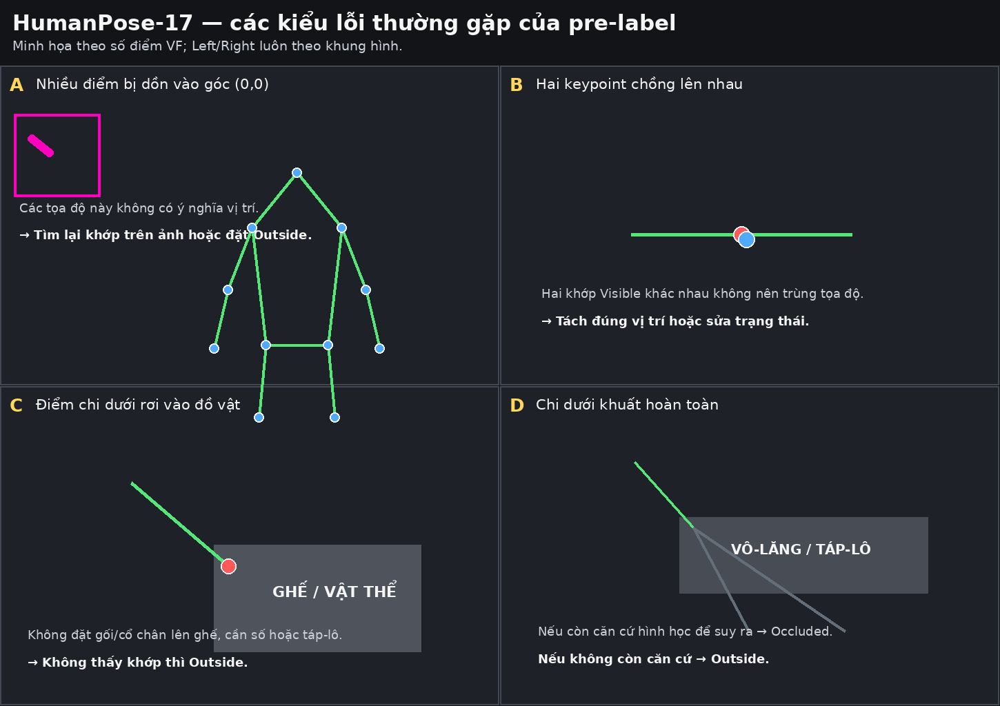 HumanPose-17 — các kiểu lỗi thường gặp của pre-label
Minh họa theo số điểm VF; Left/Right luôn theo khung hình.
A Nhiều điểm bị dồn vào góc (0,0)
Các tọa độ này không có ý nghĩa vị trí.
→ Tìm lại khớp trên ảnh hoặc đặt Outside.
B Hai keypoint chồng lên nhau
Hai khớp Visible khác nhau không nên trùng tọa độ.
→ Tách đúng vị trí hoặc sửa trạng thái.
C Điểm chi dưới rơi vào đồ vật
GHẾ / VẬT THỂ
Không đặt gối/cổ chân lên ghế, cần số hoặc táp-lô.
→ Không thấy khớp thì Outside.
D Chi dưới khuất hoàn toàn
VÔ-LĂNG / TÁP-LÔ
Nếu còn căn cứ hình học để suy ra → Occluded.
Nếu không còn căn cứ → Outside.